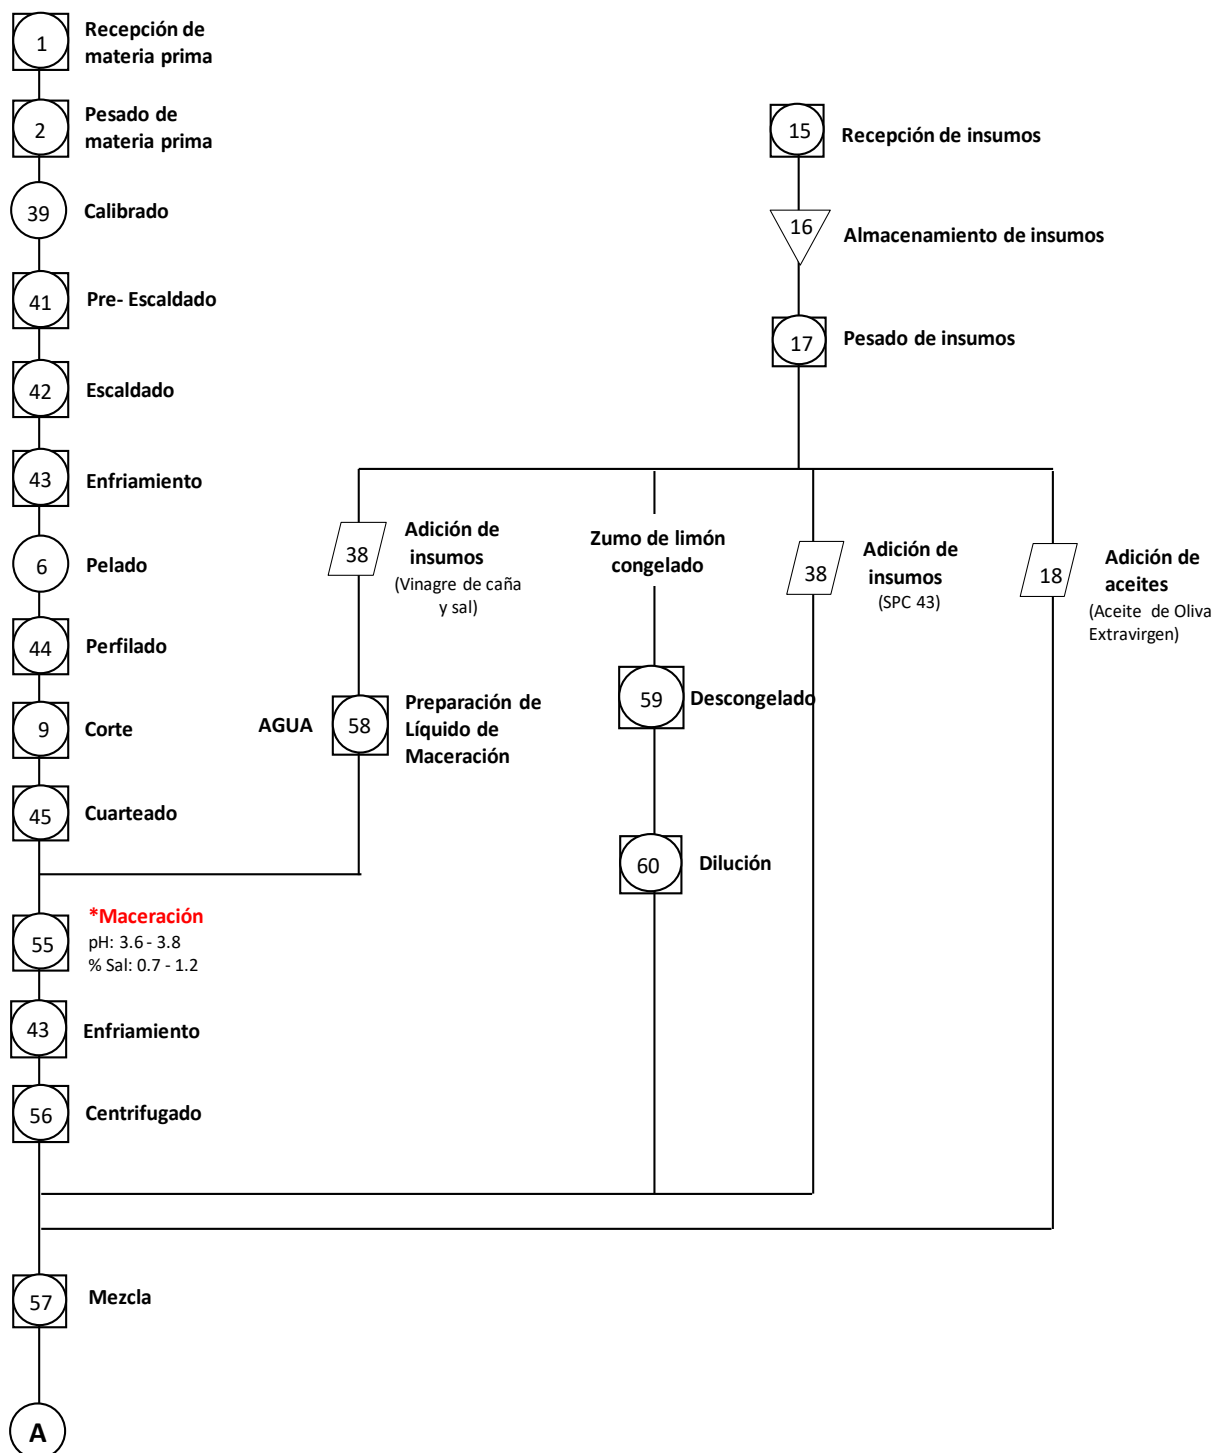 1
Recepción de
materia prima
2
Pesado de
materia prima
39
Calibrado
41
Pre- Escaldado
42
Escaldado
43
Enfriamiento
6
Pelado
44
Perfilado
9
Corte
45
Cuarteado
55
*Maceración
pH: 3.6 - 3.8
% Sal: 0.7 - 1.2
43
Enfriamiento
56
Centrifugado
57
Mezcla
A
15
Recepción de insumos
16
Almacenamiento de insumos
17
Pesado de insumos
38
Adición de
insumos
(Vinagre de caña
y sal)
AGUA
58
Preparación de
Líquido de
Maceración
Zumo de limón
congelado
59
Descongelado
60
Dilución
38
Adición de
insumos
(SPC 43)
18
Adición de
aceites
(Aceite de Oliva
Extravirgen)